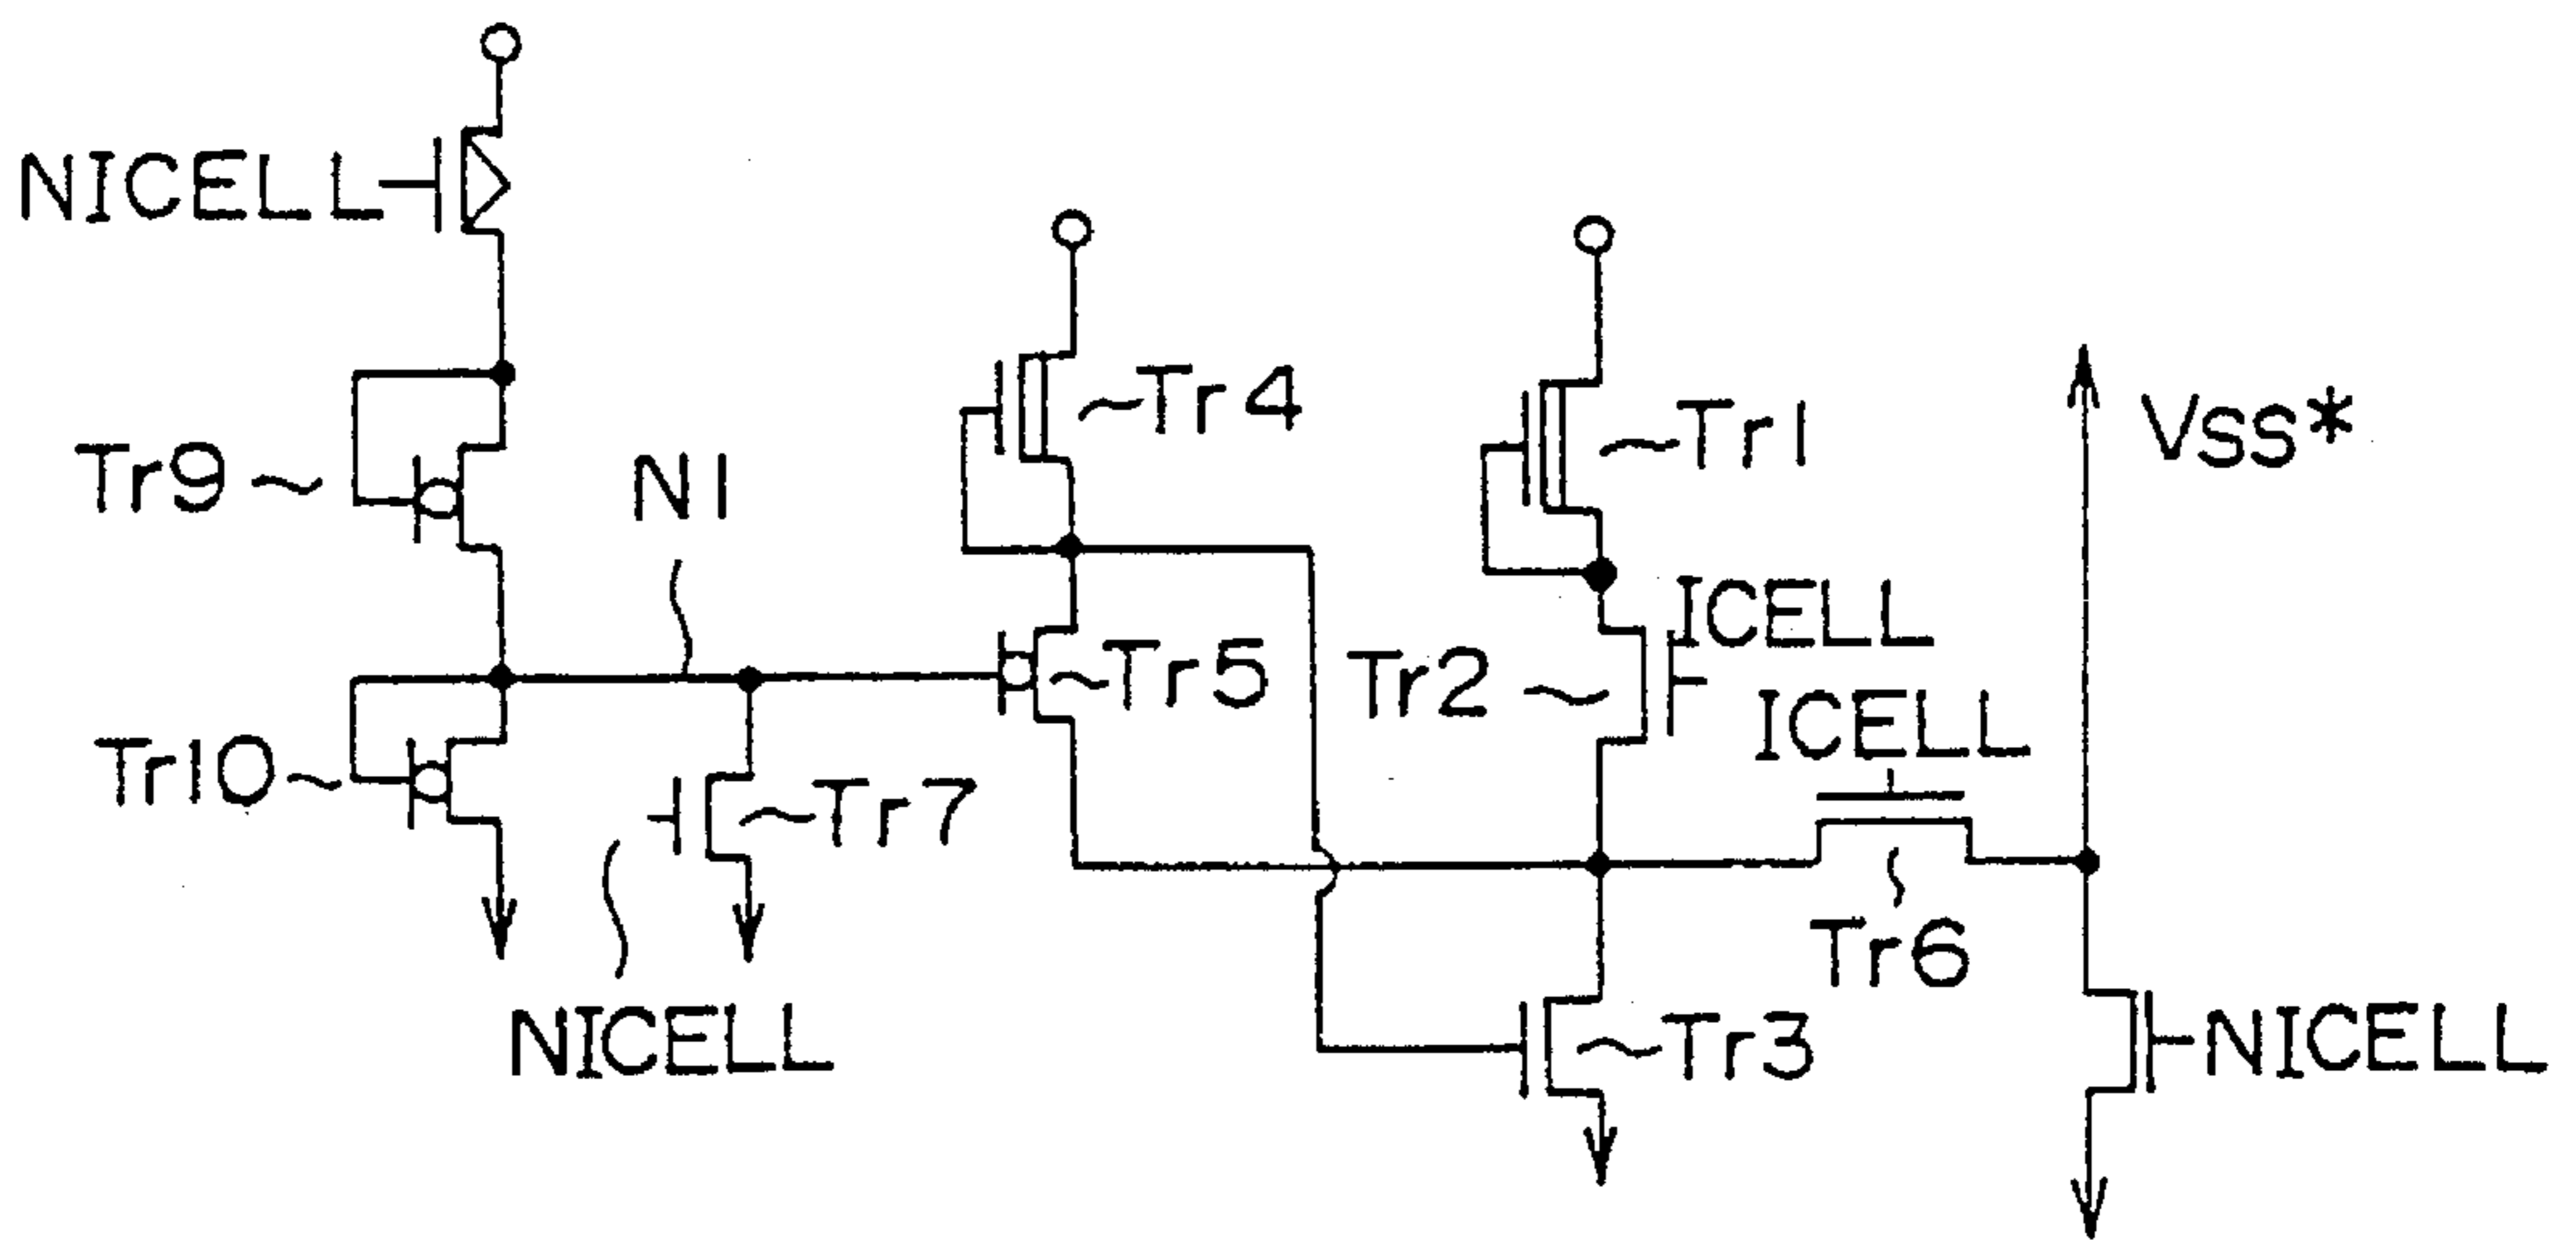 NICELL
Tr4
Tr1
VSS*
Tr9
N1
ICELL
Tr5
Tr2
ICELL
Tr10
Tr7
Tr6
NICELL
Tr3
NICELL